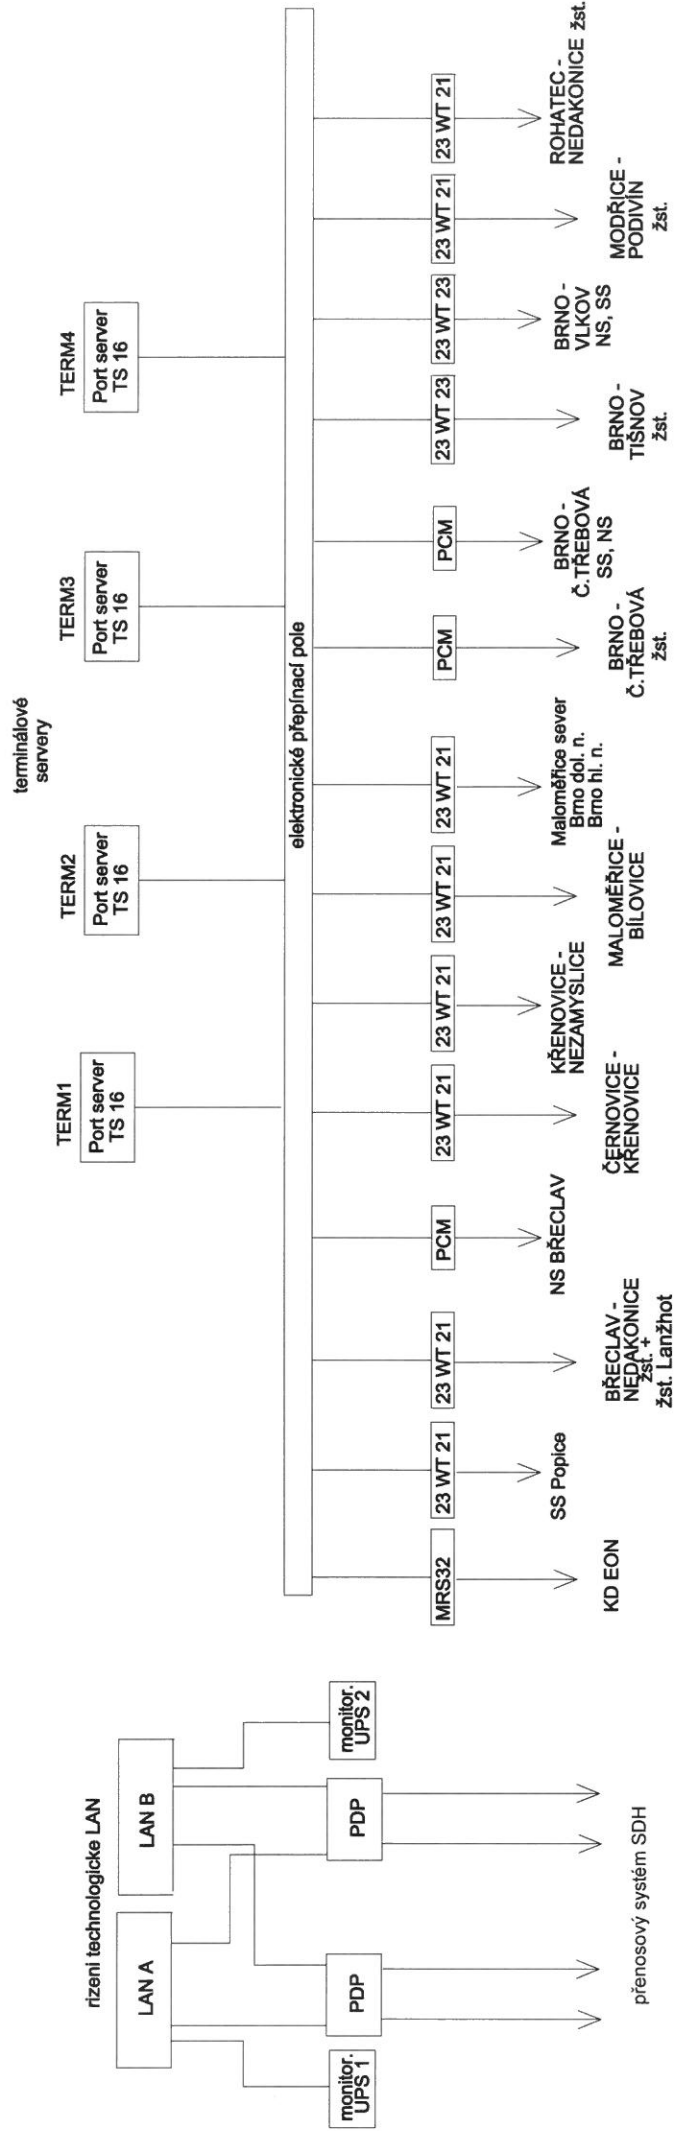 rizeni technologicke LAN
LAN A
LAN B
monitor.
UPS 1
PDP
PDP
monitor.
UPS 2
přenosový systém SDH
terminálové
servery
TERM1
Port server
TS 16
TERM2
Port server
TS 16
TERM3
Port server
TS 16
TERM4
Port server
TS 16
elektronické přepínací pole
MRS32
KD EON
23 WT 21
SS Popice
23 WT 21
BŘECLAV -
NEDAKONICE
žst. +
žst. Lanžhot
PCM
NS BŘECLAV
23 WT 21
ČERNOVICE -
KŘENOVICE
23 WT 21
KŘENOVICE -
NEZAMYSLICE
23 WT 21
MALOMĚŘICE -
BÍLOVICE
23 WT 21
Maloměřice sever
Brno dol. n.
Brno hl. n.
PCM
BRNO -
Č.TŘEBOVÁ
žst.
PCM
BRNO -
Č.TŘEBOVÁ
SS, NS
23 WT 23
BRNO -
TIŠNOV
žst.
23 WT 23
BRNO -
VLKOV
NS, SS
23 WT 21
MODŘICE -
PODIVÍN
žst.
23 WT 21
ROHATEC -
NEDAKONICE žst.